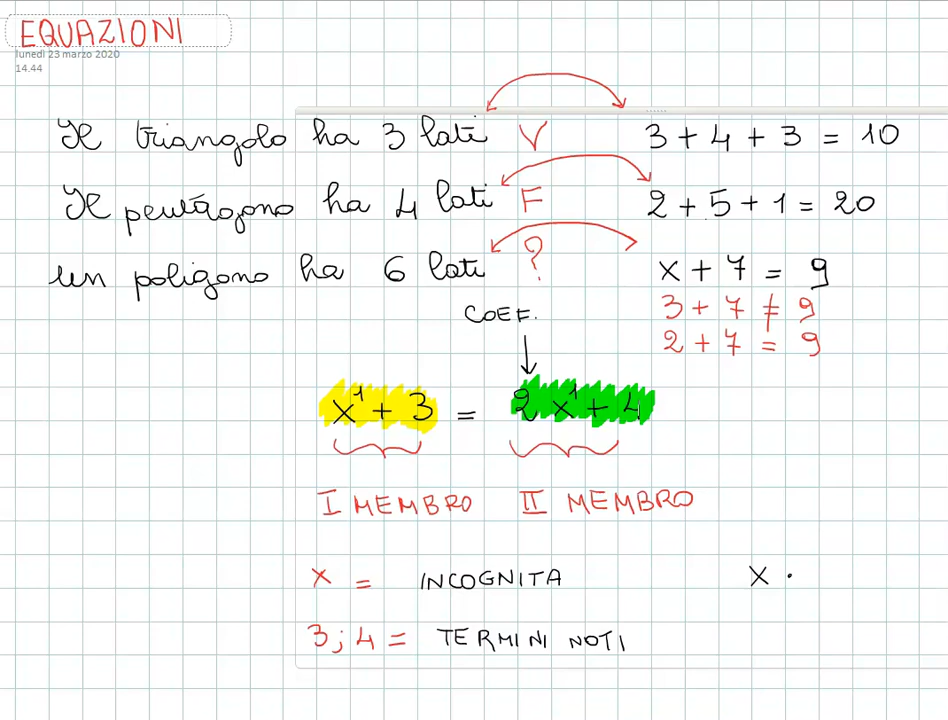 EQUAZIONI
lunedì 23 marzo 2020
14.44
Il triangolo ha 3 lati V 3 + 4 + 3 = 10
Il pentagono ha 4 lati F 2 + 5 + 1 = 20
un poligono ha 6 lati ? x + 7 = 9
3 + 7 ≠ 9
COEF.
2 + 7 = 9
x¹ + 3 = 2 x¹ + 4
I MEMBRO II MEMBRO
x = INCOGNITA X ·
3 ; 4 = TERMINI NOTI